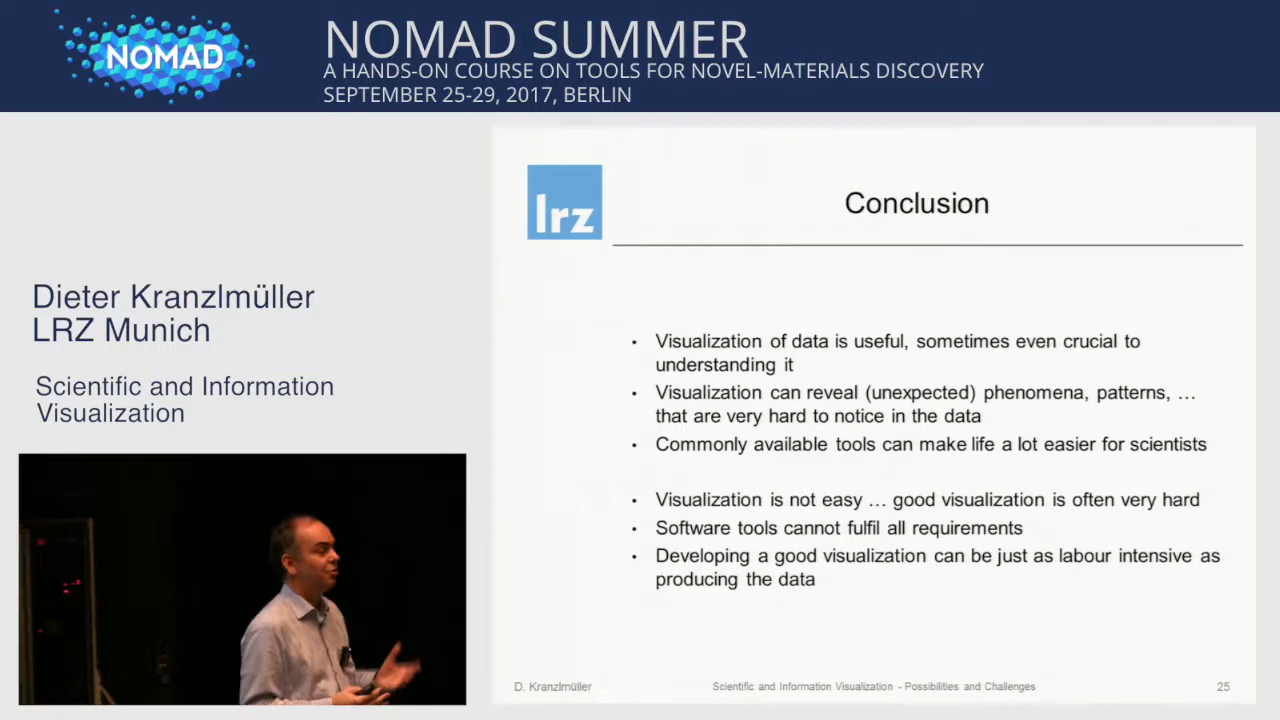 NOMAD
NOMAD SUMMER
A HANDS-ON COURSE ON TOOLS FOR NOVEL-MATERIALS DISCOVERY
SEPTEMBER 25-29, 2017, BERLIN
Dieter Kranzlmüller
LRZ Munich
Scientific and Information
Visualization
lrz
Conclusion
• Visualization of data is useful, sometimes even crucial to
understanding it
• Visualization can reveal (unexpected) phenomena, patterns, …
that are very hard to notice in the data
• Commonly available tools can make life a lot easier for scientists
• Visualization is not easy … good visualization is often very hard
• Software tools cannot fulfil all requirements
• Developing a good visualization can be just as labour intensive as
producing the data
D. Kranzlmüller
Scientific and Information Visualization - Possibilities and Challenges
25